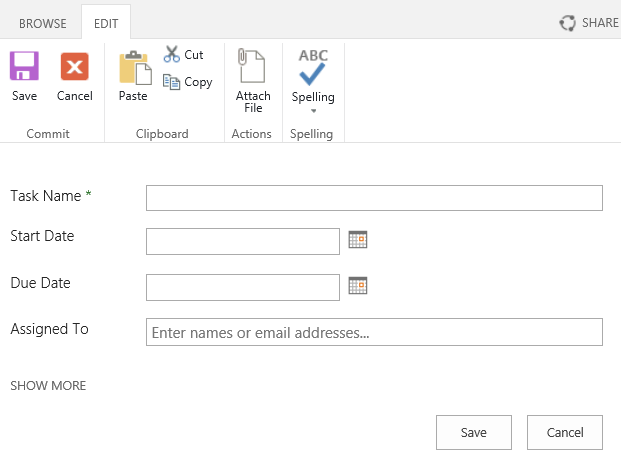 BROWSE EDIT SHARE
Save Cancel Paste Cut Copy Attach File ABC Spelling
Commit Clipboard Actions Spelling
Task Name *
Start Date
Due Date
Assigned To Enter names or email addresses...
SHOW MORE
Save Cancel